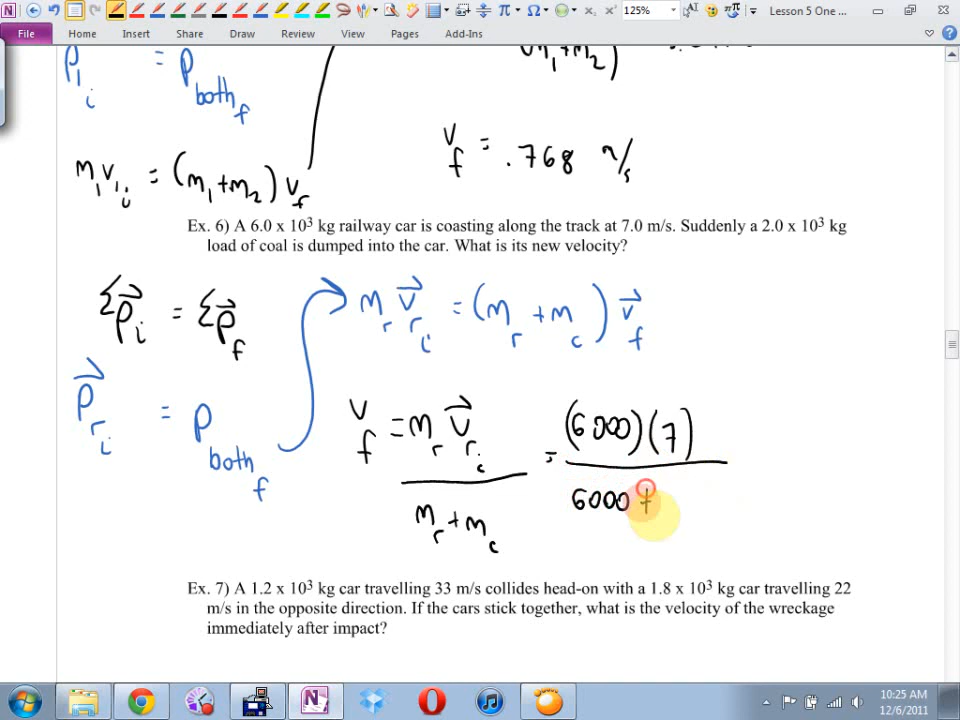 125%
Lesson 5 One ...
File Home Insert Share Draw Review View Pages Add-Ins
p₁ᵢ = p both f
m₁v₁ᵢ = (m₁+m₂) v f
v f = .768 m/s
Ex. 6) A 6.0 x 10³ kg railway car is coasting along the track at 7.0 m/s. Suddenly a 2.0 x 10³ kg
load of coal is dumped into the car. What is its new velocity?
Σp⃗ᵢ = Σp⃗ f
m r v⃗ r i = (m r + m c) v⃗ f
p⃗ r i = p both f
v f = m r v⃗ r i = (6000)(7)
m r + m c 6000 +
Ex. 7) A 1.2 x 10³ kg car travelling 33 m/s collides head-on with a 1.8 x 10³ kg car travelling 22
m/s in the opposite direction. If the cars stick together, what is the velocity of the wreckage
immediately after impact?
10:25 AM
12/6/2011